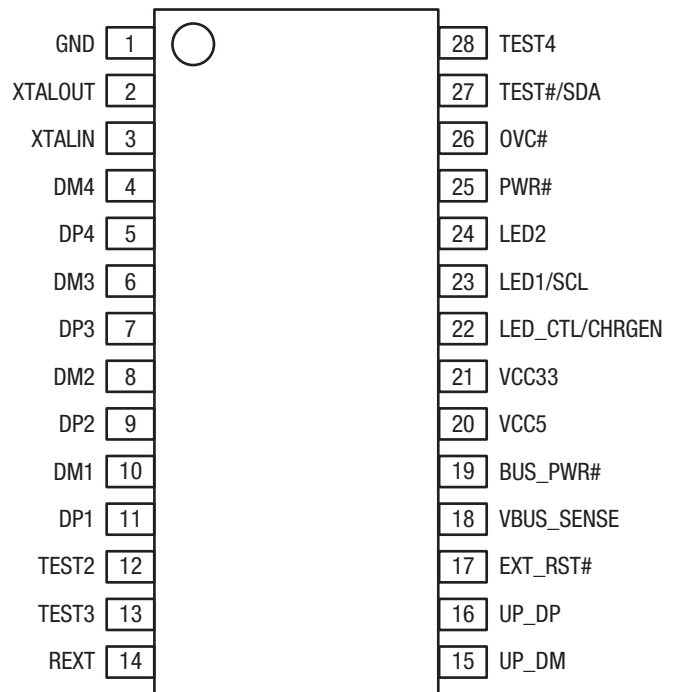 GND 1 28 TEST4
XTALOUT 2 27 TEST#/SDA
XTALIN 3 26 OVC#
DM4 4 25 PWR#
DP4 5 24 LED2
DM3 6 23 LED1/SCL
DP3 7 22 LED_CTL/CHRGEN
DM2 8 21 VCC33
DP2 9 20 VCC5
DM1 10 19 BUS_PWR#
DP1 11 18 VBUS_SENSE
TEST2 12 17 EXT_RST#
TEST3 13 16 UP_DP
REXT 14 15 UP_DM